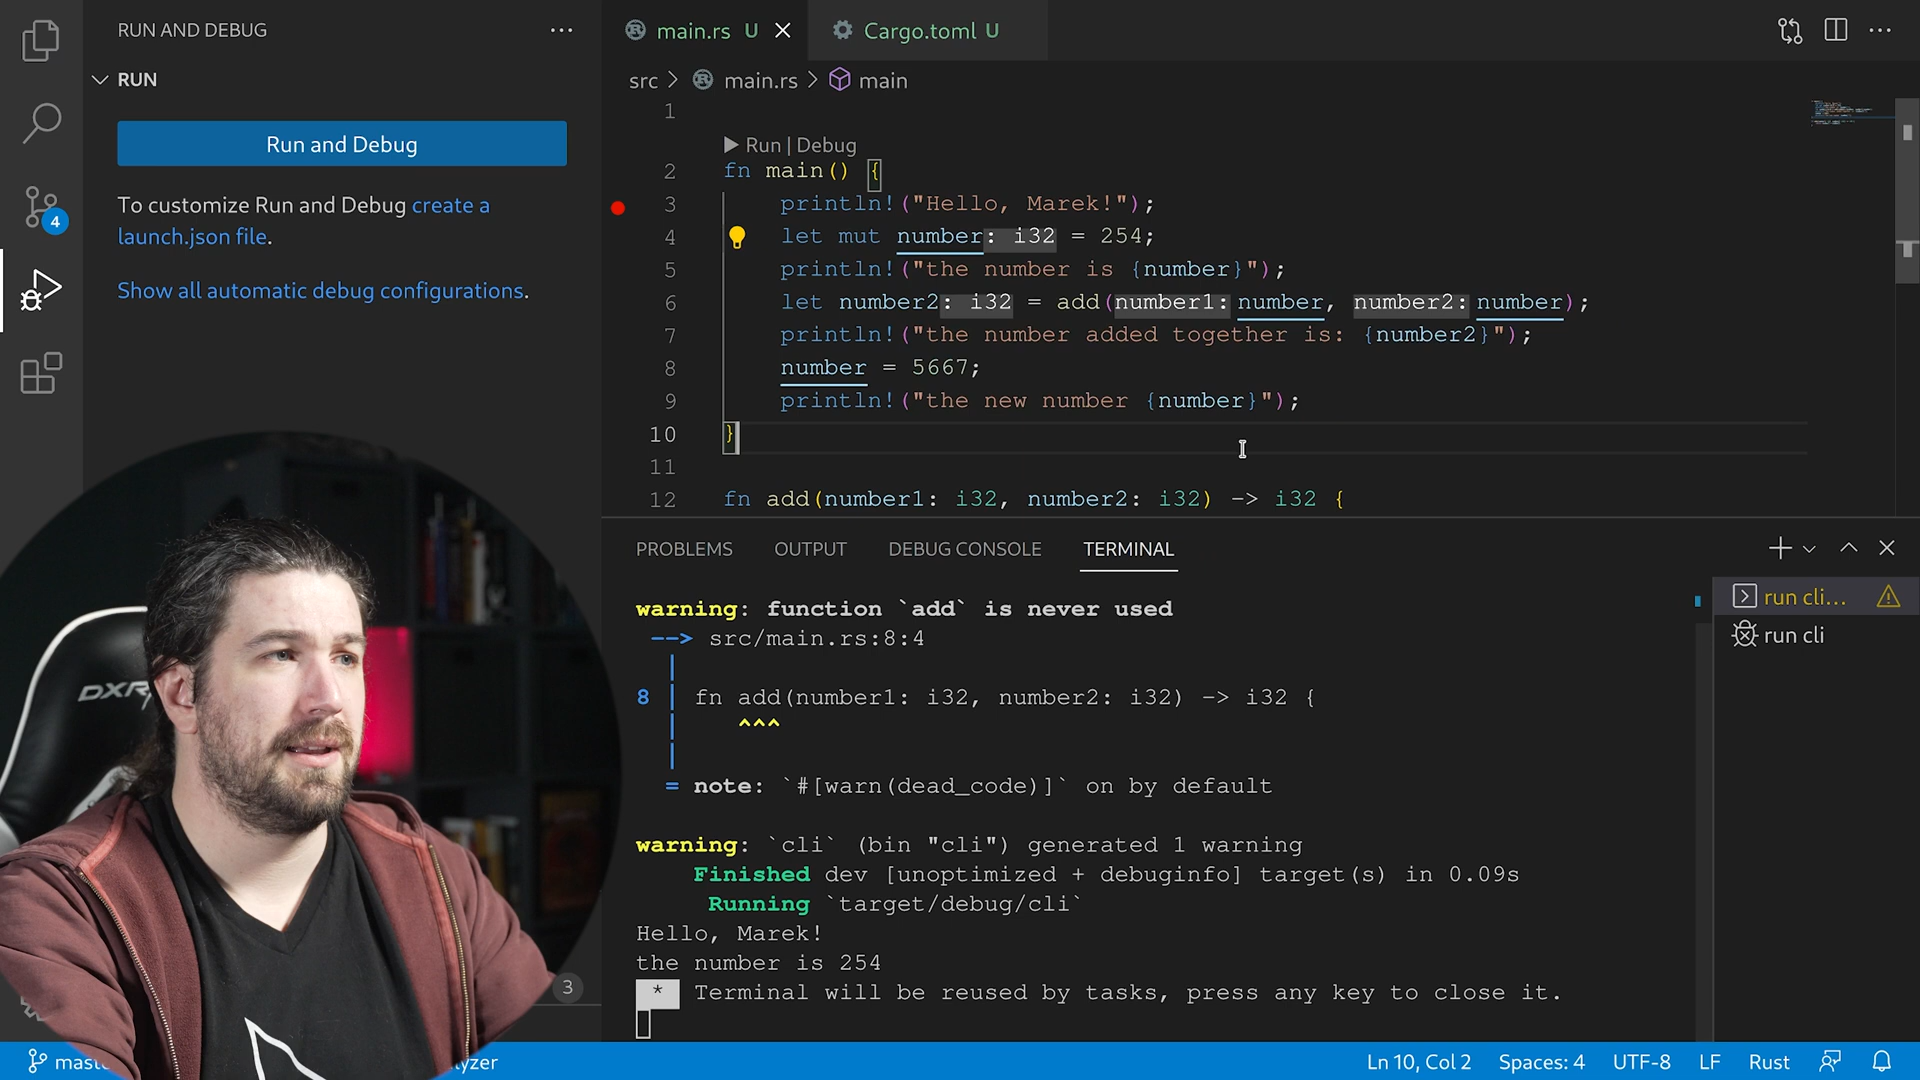 RUN AND DEBUG
RUN
Run and Debug
To customize Run and Debug create a
launch.json file.
Show all automatic debug configurations.
4
3
main.rs U
Cargo.toml U
src > main.rs > main
1
Run | Debug
2 fn main() {
3 println!("Hello, Marek!");
4 let mut number: i32 = 254;
5 println!("the number is {number}");
6 let number2: i32 = add(number1: number, number2: number);
7 println!("the number added together is: {number2}");
8 number = 5667;
9 println!("the new number {number}");
10 }
11
12 fn add(number1: i32, number2: i32) -> i32 {
PROBLEMS OUTPUT DEBUG CONSOLE TERMINAL
warning: function `add` is never used
--> src/main.rs:8:4
|
8 | fn add(number1: i32, number2: i32) -> i32 {
| ^^^
|
= note: `#[warn(dead_code)]` on by default
warning: `cli` (bin "cli") generated 1 warning
Finished dev [unoptimized + debuginfo] target(s) in 0.09s
Running `target/debug/cli`
Hello, Marek!
the number is 254
* Terminal will be reused by tasks, press any key to close it.
run cli...
run cli
DXR
Ln 10, Col 2 Spaces: 4 UTF-8 LF Rust